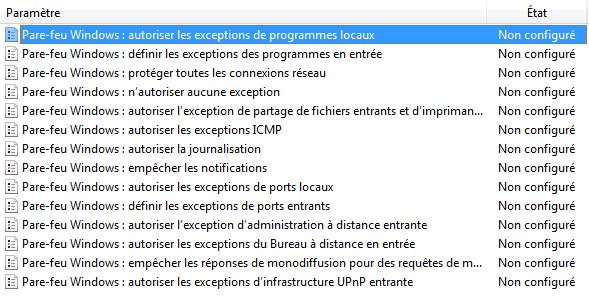 Paramètre État
Pare-feu Windows : autoriser les exceptions de programmes locaux Non configuré
Pare-feu Windows : définir les exceptions des programmes en entrée Non configuré
Pare-feu Windows : protéger toutes les connexions réseau Non configuré
Pare-feu Windows : n’autoriser aucune exception Non configuré
Pare-feu Windows : autoriser l’exception de partage de fichiers entrants et d’impriman... Non configuré
Pare-feu Windows : autoriser les exceptions ICMP Non configuré
Pare-feu Windows : autoriser la journalisation Non configuré
Pare-feu Windows : empêcher les notifications Non configuré
Pare-feu Windows : autoriser les exceptions de ports locaux Non configuré
Pare-feu Windows : définir les exceptions de ports entrants Non configuré
Pare-feu Windows : autoriser l’exception d’administration à distance entrante Non configuré
Pare-feu Windows : autoriser les exceptions du Bureau à distance en entrée Non configuré
Pare-feu Windows : empêcher les réponses de monodiffusion pour des requêtes de m... Non configuré
Pare-feu Windows : autoriser les exceptions d’infrastructure UPnP entrante Non configuré